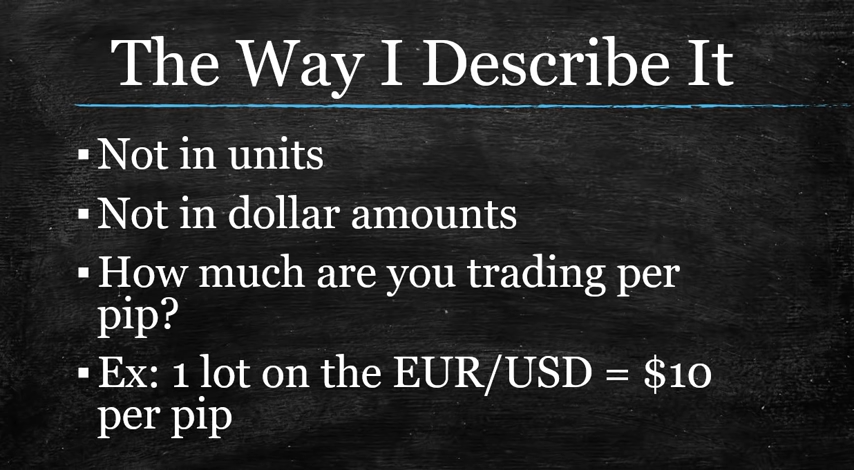 The Way I Describe It
▪ Not in units
▪ Not in dollar amounts
▪ How much are you trading per
pip?
▪ Ex: 1 lot on the EUR/USD = $10
per pip